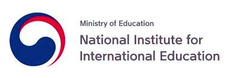 Ministry of Education
National Institute for
International Education